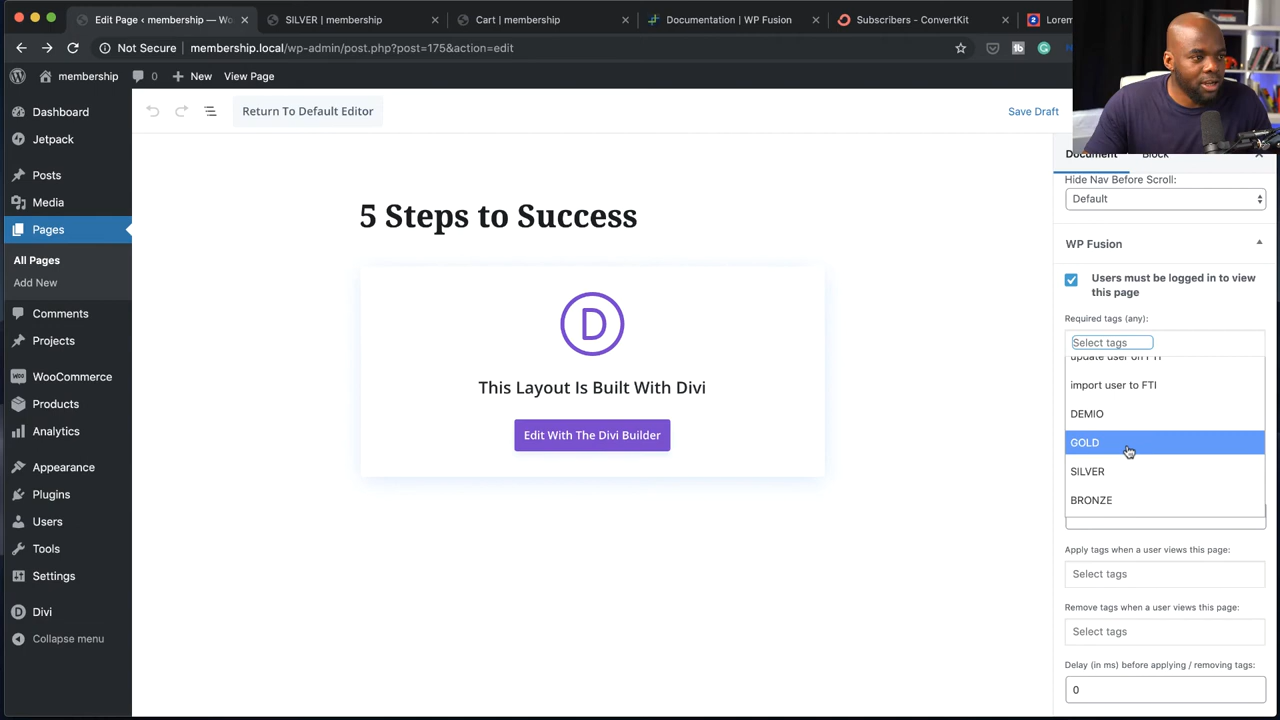 Edit Page ‹ membership — Wo
SILVER | membership
Cart | membership
Documentation | WP Fusion
Subscribers - ConvertKit
Lorem
Not Secure
membership.local/wp-admin/post.php?post=175&action=edit
membership
0
New
View Page
Dashboard
Jetpack
Posts
Media
Pages
All Pages
Add New
Comments
Projects
WooCommerce
Products
Analytics
Appearance
Plugins
Users
Tools
Settings
Divi
Collapse menu
Return To Default Editor
Save Draft
5 Steps to Success
D
This Layout Is Built With Divi
Edit With The Divi Builder
Document
Block
Hide Nav Before Scroll:
Default
WP Fusion
Users must be logged in to view
this page
Required tags (any):
Select tags
update user on FTI
import user to FTI
DEMIO
GOLD
SILVER
BRONZE
Apply tags when a user views this page:
Select tags
Remove tags when a user views this page:
Select tags
Delay (in ms) before applying / removing tags:
0